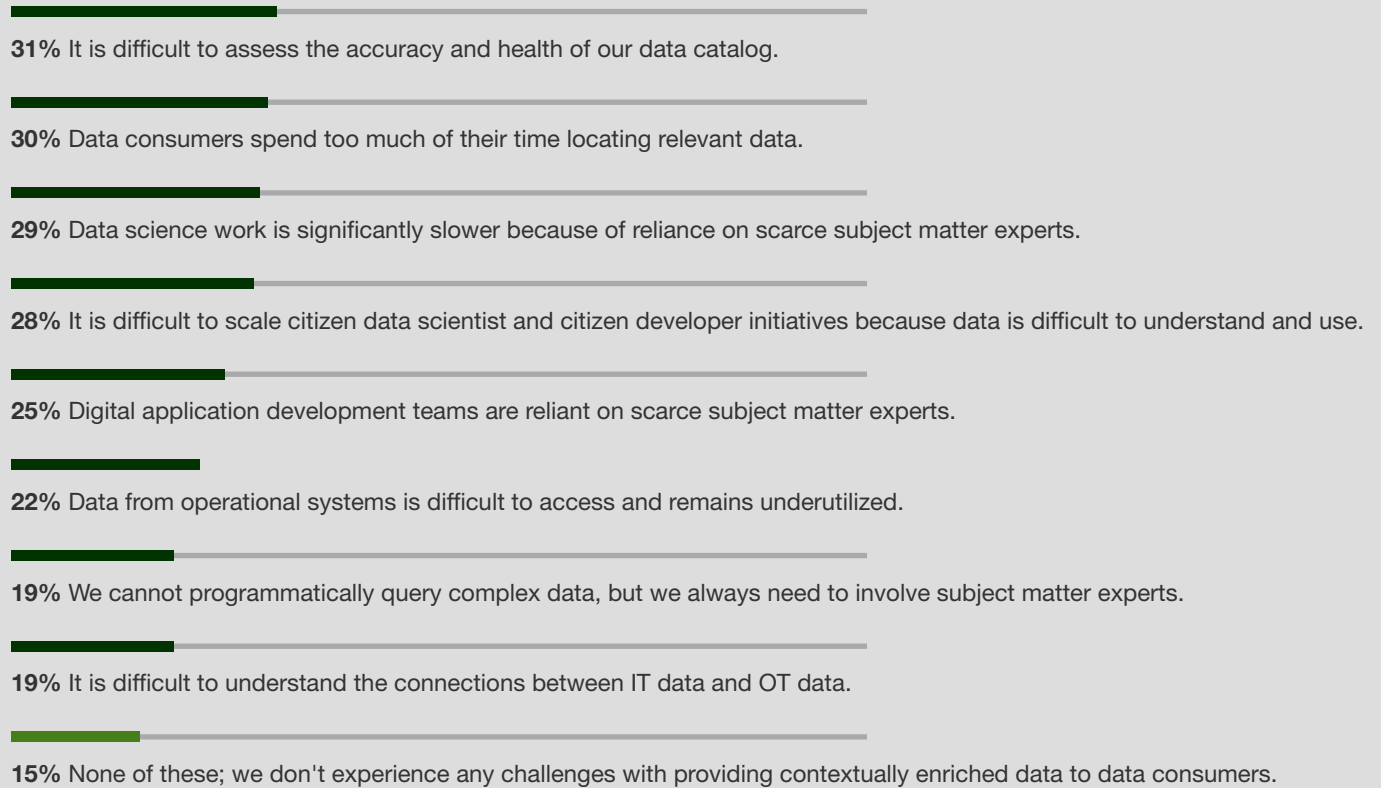 31% It is difficult to assess the accuracy and health of our data catalog.
30% Data consumers spend too much of their time locating relevant data.
29% Data science work is significantly slower because of reliance on scarce subject matter experts.
28% It is difficult to scale citizen data scientist and citizen developer initiatives because data is difficult to understand and use.
25% Digital application development teams are reliant on scarce subject matter experts.
22% Data from operational systems is difficult to access and remains underutilized.
19% We cannot programmatically query complex data, but we always need to involve subject matter experts.
19% It is difficult to understand the connections between IT data and OT data.
15% None of these; we don't experience any challenges with providing contextually enriched data to data consumers.